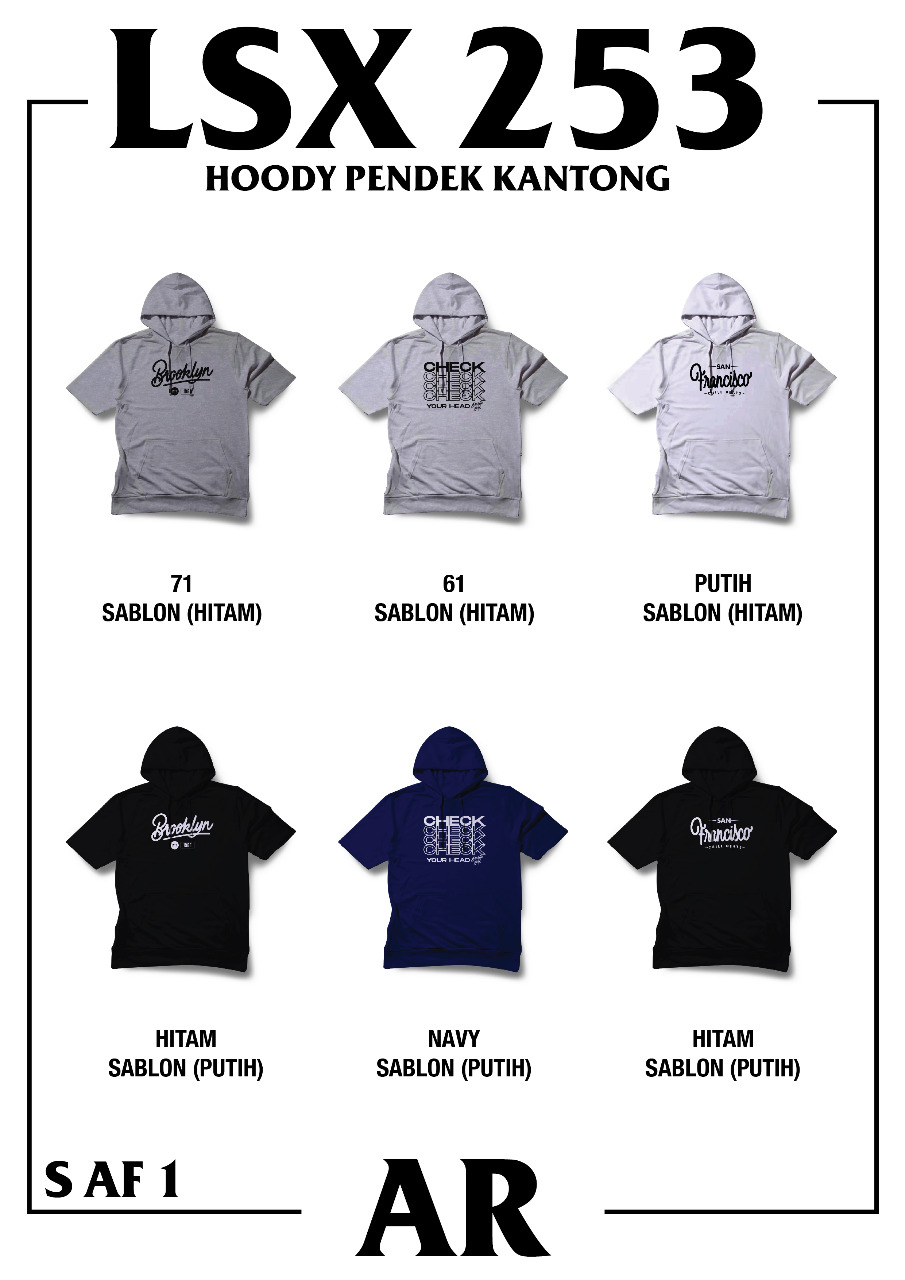 LSX 253
HOODY PENDEK KANTONG
Brooklyn
CHECK
CHECK
CHECK
CHECK
YOUR HEAD
SAN
Francisco
71
SABLON (HITAM)
61
SABLON (HITAM)
PUTIH
SABLON (HITAM)
Brooklyn
CHECK
CHECK
CHECK
CHECK
YOUR HEAD
SAN
Francisco
HITAM
SABLON (PUTIH)
NAVY
SABLON (PUTIH)
HITAM
SABLON (PUTIH)
S AF 1
AR